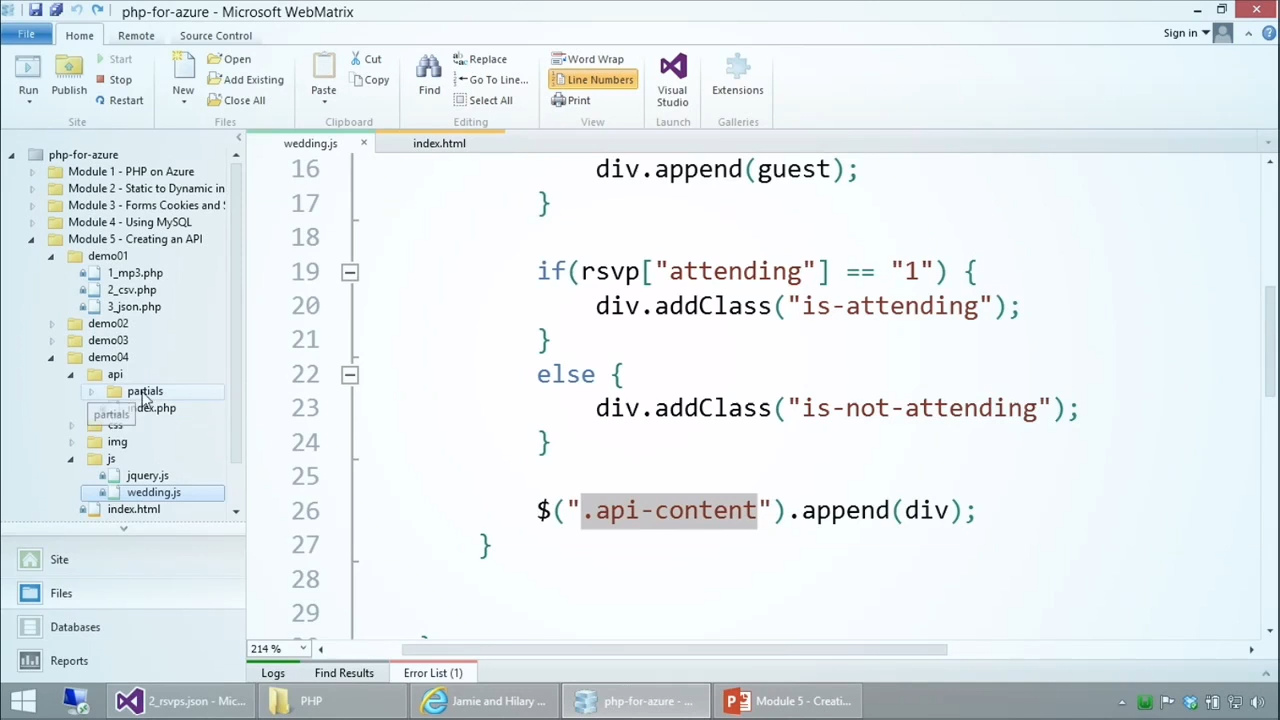 php-for-azure - Microsoft WebMatrix
File Home Remote Source Control Sign in
Run
Publish
Start
Stop
Restart
Site
New
Open
Add Existing
Close All
Files
Paste
Cut
Copy
Clipboard
Find
Replace
Go To Line...
Select All
Editing
Word Wrap
Line Numbers
Print
View
Visual
Studio
Launch
Extensions
Galleries
php-for-azure
Module 1 - PHP on Azure
Module 2 - Static to Dynamic in
Module 3 - Forms Cookies and
Module 4 - Using MySQL
Module 5 - Creating an API
demo01
1_mp3.php
2_csv.php
3_json.php
demo02
demo03
demo04
api
partials
index.php
partials
css
img
js
jquery.js
wedding.js
index.html
Site
Files
Databases
Reports
wedding.js index.html
16 div.append(guest);
17 }
18
19 if(rsvp["attending"] == "1") {
20 div.addClass("is-attending");
21 }
22 else {
23 div.addClass("is-not-attending");
24 }
25
26 $(".api-content").append(div);
27 }
28
29
214 %
Logs Find Results Error List (1)
2_rsvps.json - Mic... PHP Jamie and Hilary ... php-for-azure - ... Module 5 - Creati...